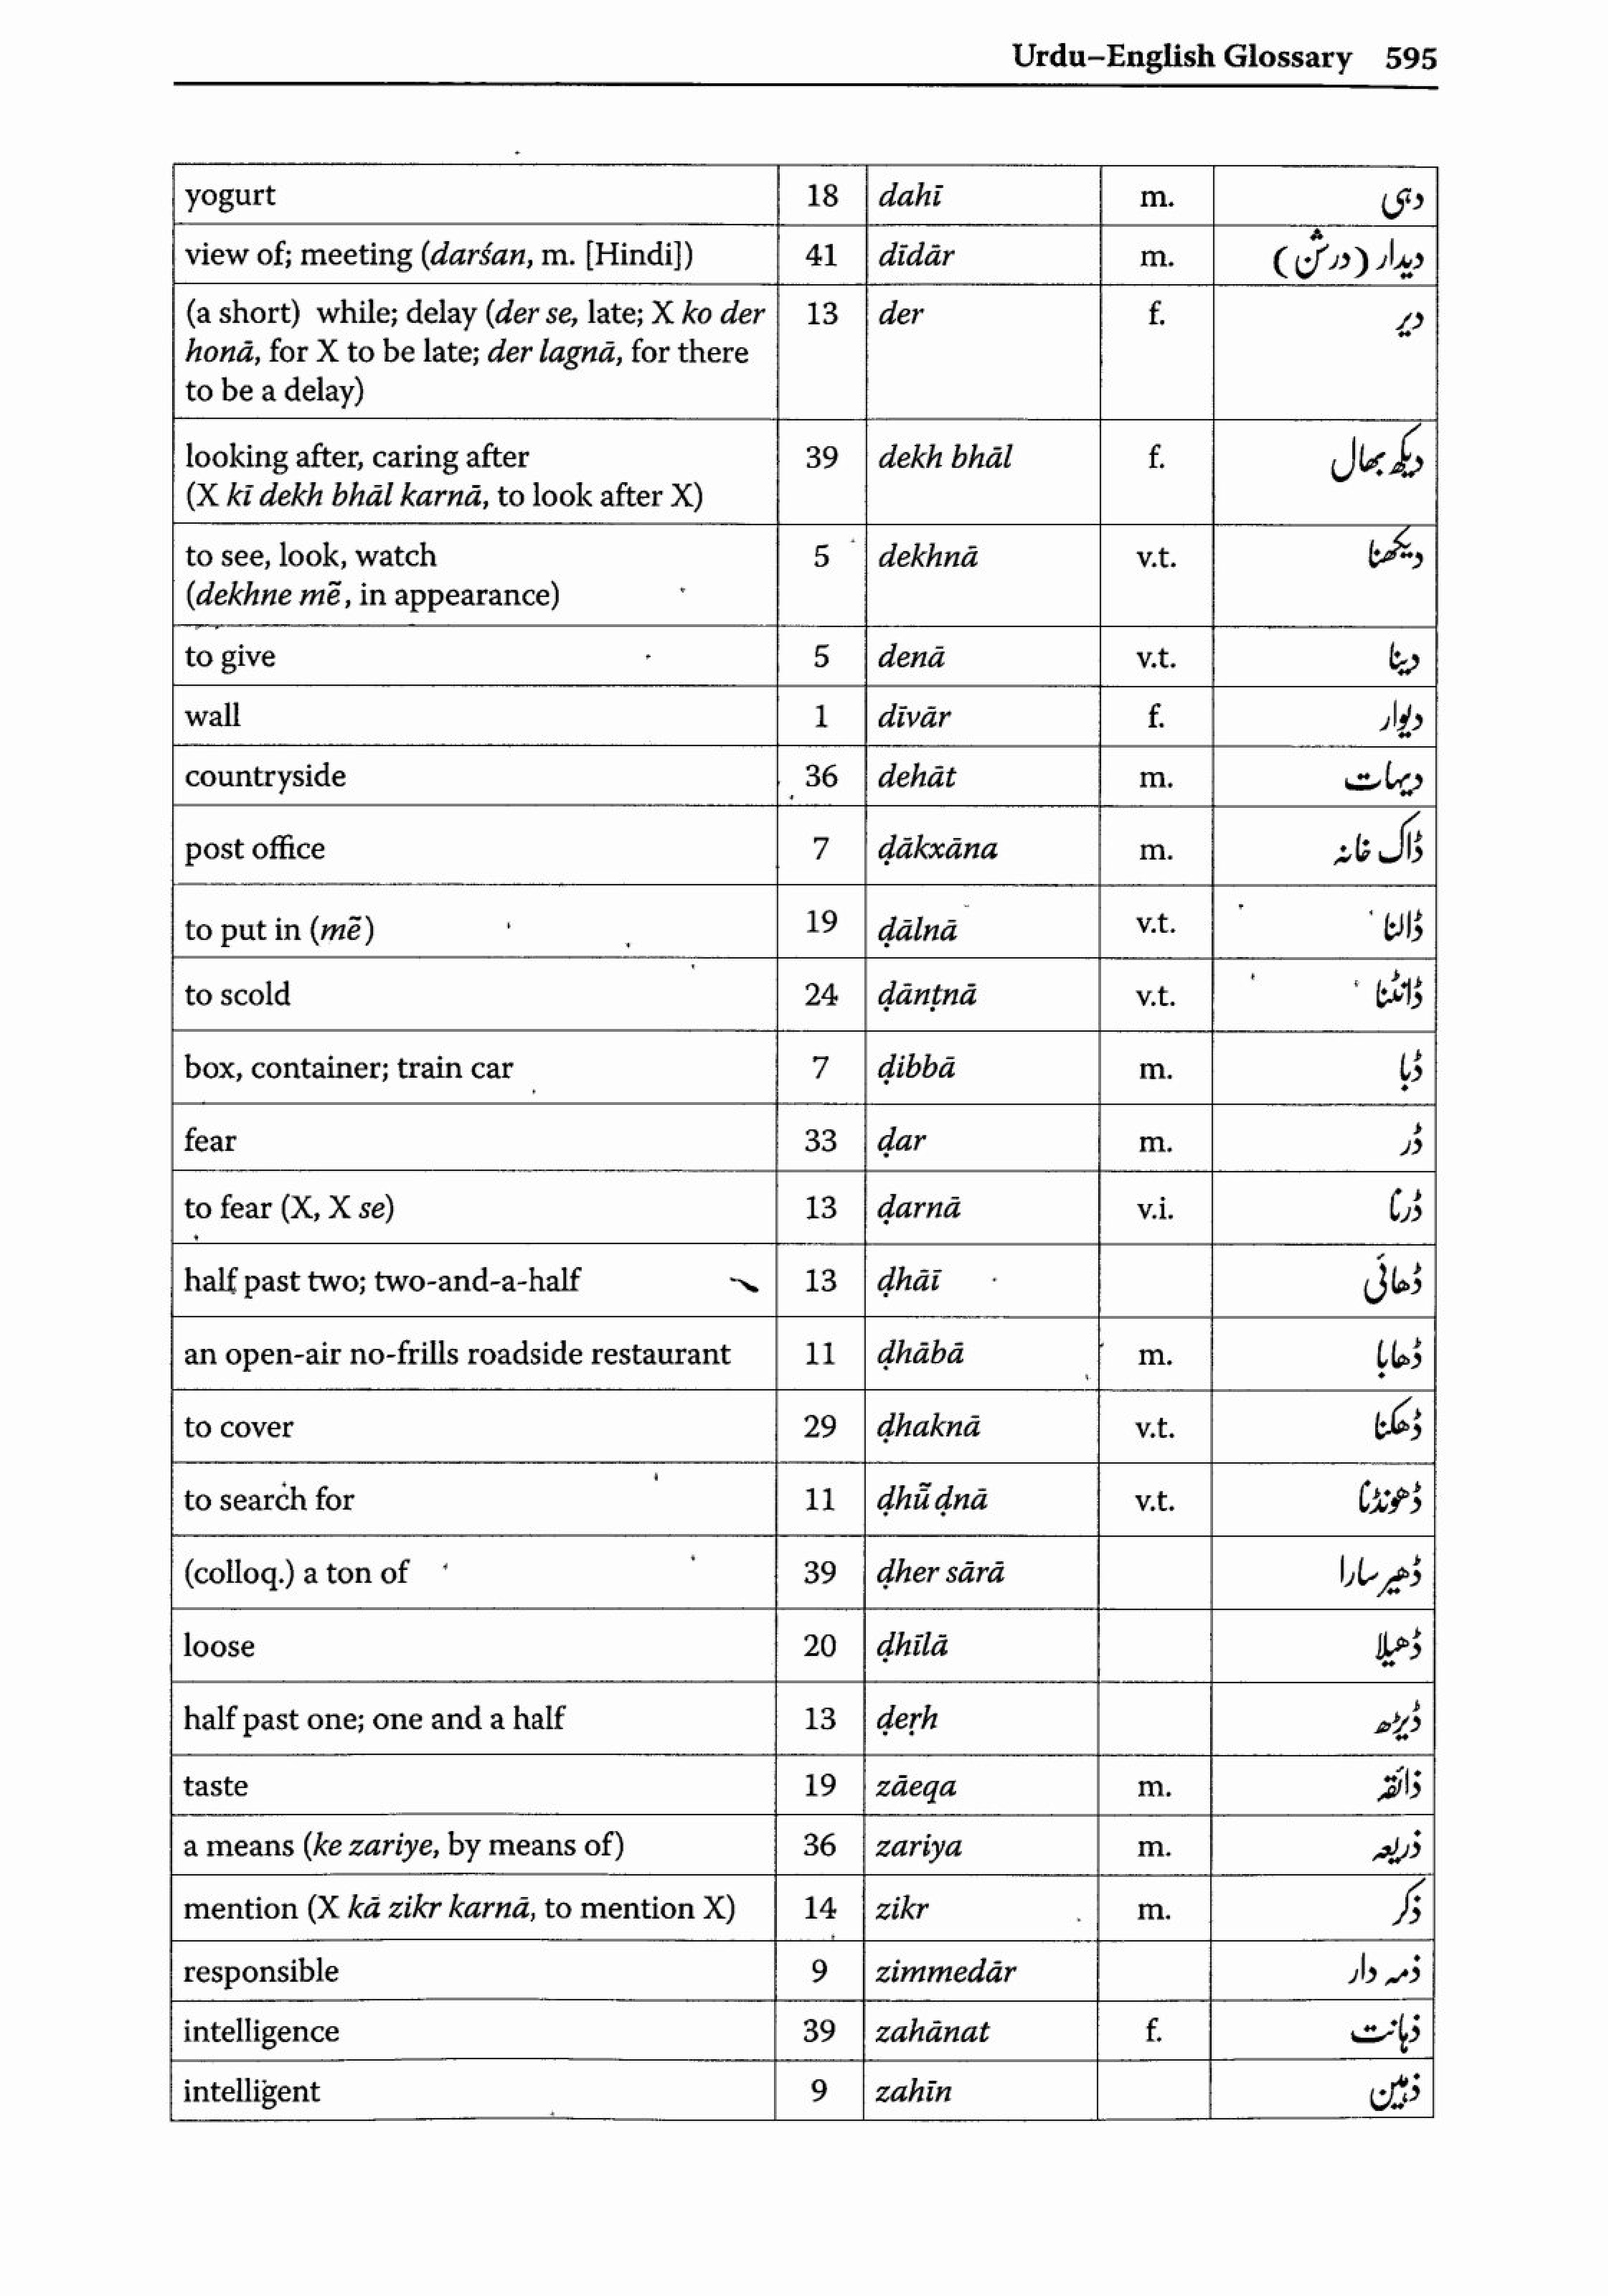 Urdu–English Glossary 595
yogurt 18 dahī m. دہی
view of; meeting (darśan, m. [Hindi]) 41 dīdār m. دیدار (درشن)
(a short) while; delay (der se, late; X ko der 13 der f. دیر
honā, for X to be late; der lagnā, for there
to be a delay)
looking after, caring after 39 dekh bhāl f. دیکھ بھال
(X kī dekh bhāl karnā, to look after X)
to see, look, watch 5 dekhnā v.t. دیکھنا
(dekhne mẽ, in appearance)
to give 5 denā v.t. دینا
wall 1 dīvār f. دیوار
countryside 36 dehāt m. دیہات
post office 7 ḍākxāna m. ڈاک خانہ
to put in (mẽ) 19 ḍālnā v.t. ڈالنا
to scold 24 ḍānṭnā v.t. ڈانٹنا
box, container; train car 7 ḍibbā m. ڈبا
fear 33 ḍar m. ڈر
to fear (X, X se) 13 ḍarnā v.i. ڈرنا
half past two; two-and-a-half 13 ḍhāī ڈھائی
an open-air no-frills roadside restaurant 11 ḍhābā m. ڈھابا
to cover 29 ḍhaknā v.t. ڈھکنا
to search for 11 ḍhū̃ḍnā v.t. ڈھونڈنا
(colloq.) a ton of 39 ḍher sārā ڈھیر سارا
loose 20 ḍhīlā ڈھیلا
half past one; one and a half 13 ḍeṛh ڈیڑھ
taste 19 zāeqa m. ذائقہ
a means (ke zariye, by means of) 36 zariya m. ذریعہ
mention (X kā zikr karnā, to mention X) 14 zikr m. ذکر
responsible 9 zimmedār ذمہ دار
intelligence 39 zahānat f. ذہانت
intelligent 9 zahīn ذہین